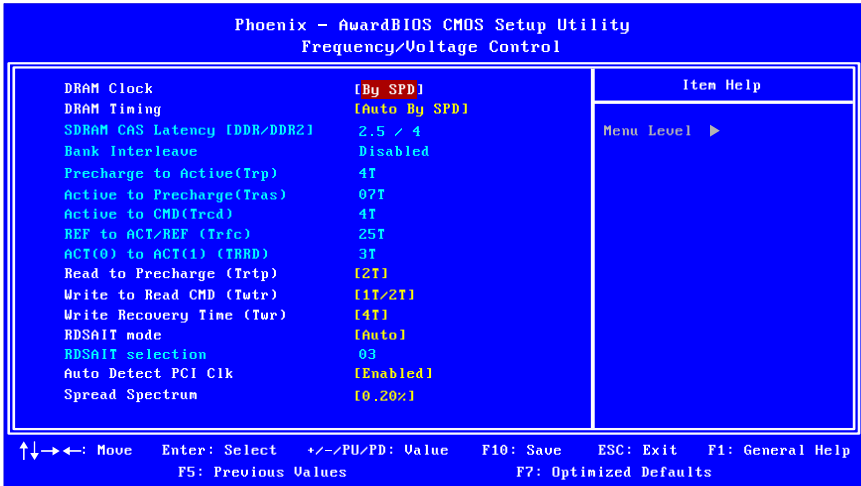 Phoenix – AwardBIOS CMOS Setup Utility
Frequency/Voltage Control
DRAM Clock [By SPD]
DRAM Timing [Auto By SPD]
SDRAM CAS Latency [DDR/DDR2] 2.5 / 4
Bank Interleave Disabled
Precharge to Active(Trp) 4T
Active to Precharge(Tras) 07T
Active to CMD(Trcd) 4T
REF to ACT/REF (Trfc) 25T
ACT(0) to ACT(1) (TRRD) 3T
Read to Precharge (Trtp) [2T]
Write to Read CMD (Twtr) [1T/2T]
Write Recovery Time (Twr) [4T]
RDSAIT mode [Auto]
RDSAIT selection 03
Auto Detect PCI Clk [Enabled]
Spread Spectrum [0.20%]
Item Help
Menu Level ▶
↑↓→←: Move Enter: Select +/-/PU/PD: Value F10: Save ESC: Exit F1: General Help
F5: Previous Values F7: Optimized Defaults